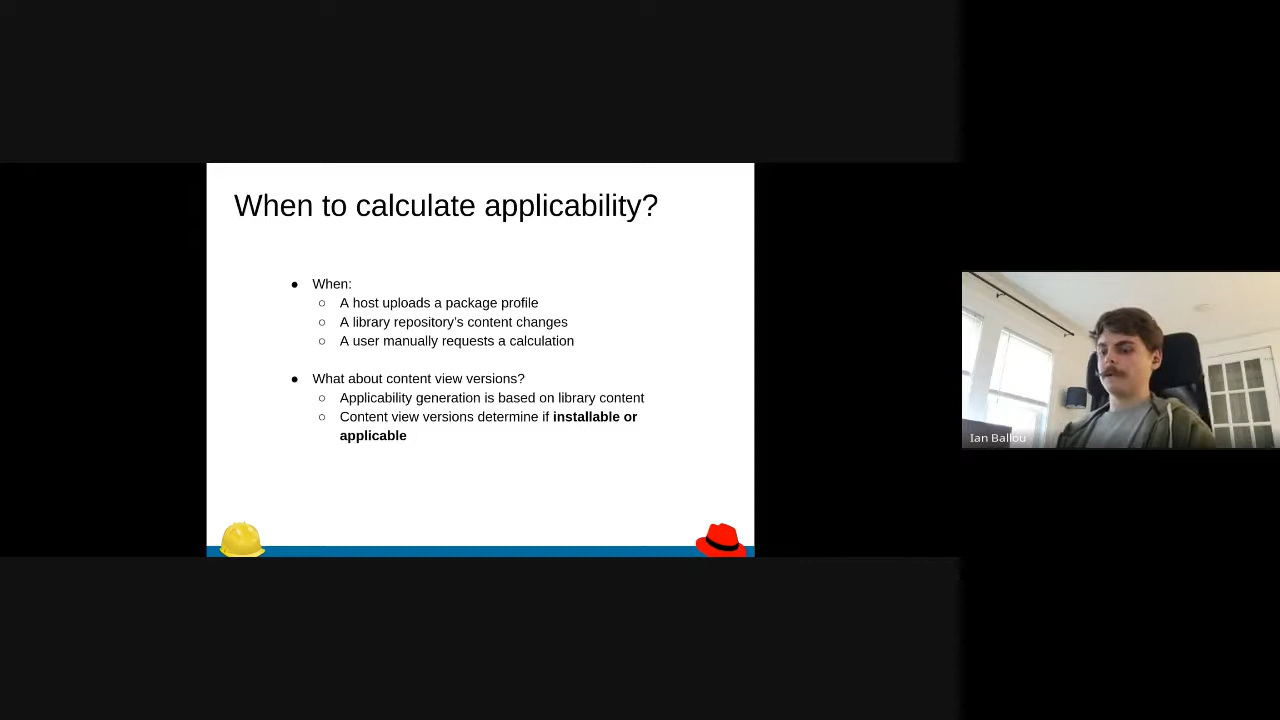 When to calculate applicability?
● When:
○ A host uploads a package profile
○ A library repository's content changes
○ A user manually requests a calculation
● What about content view versions?
○ Applicability generation is based on library content
○ Content view versions determine if installable or
applicable
Ian Ballou